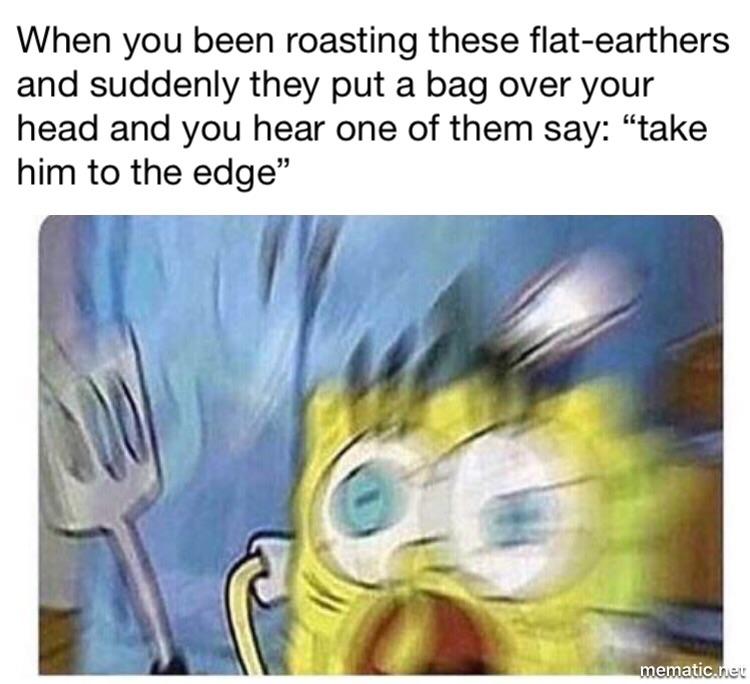 When you been roasting these flat-earthers
and suddenly they put a bag over your
head and you hear one of them say: “take
him to the edge”
mematic.net